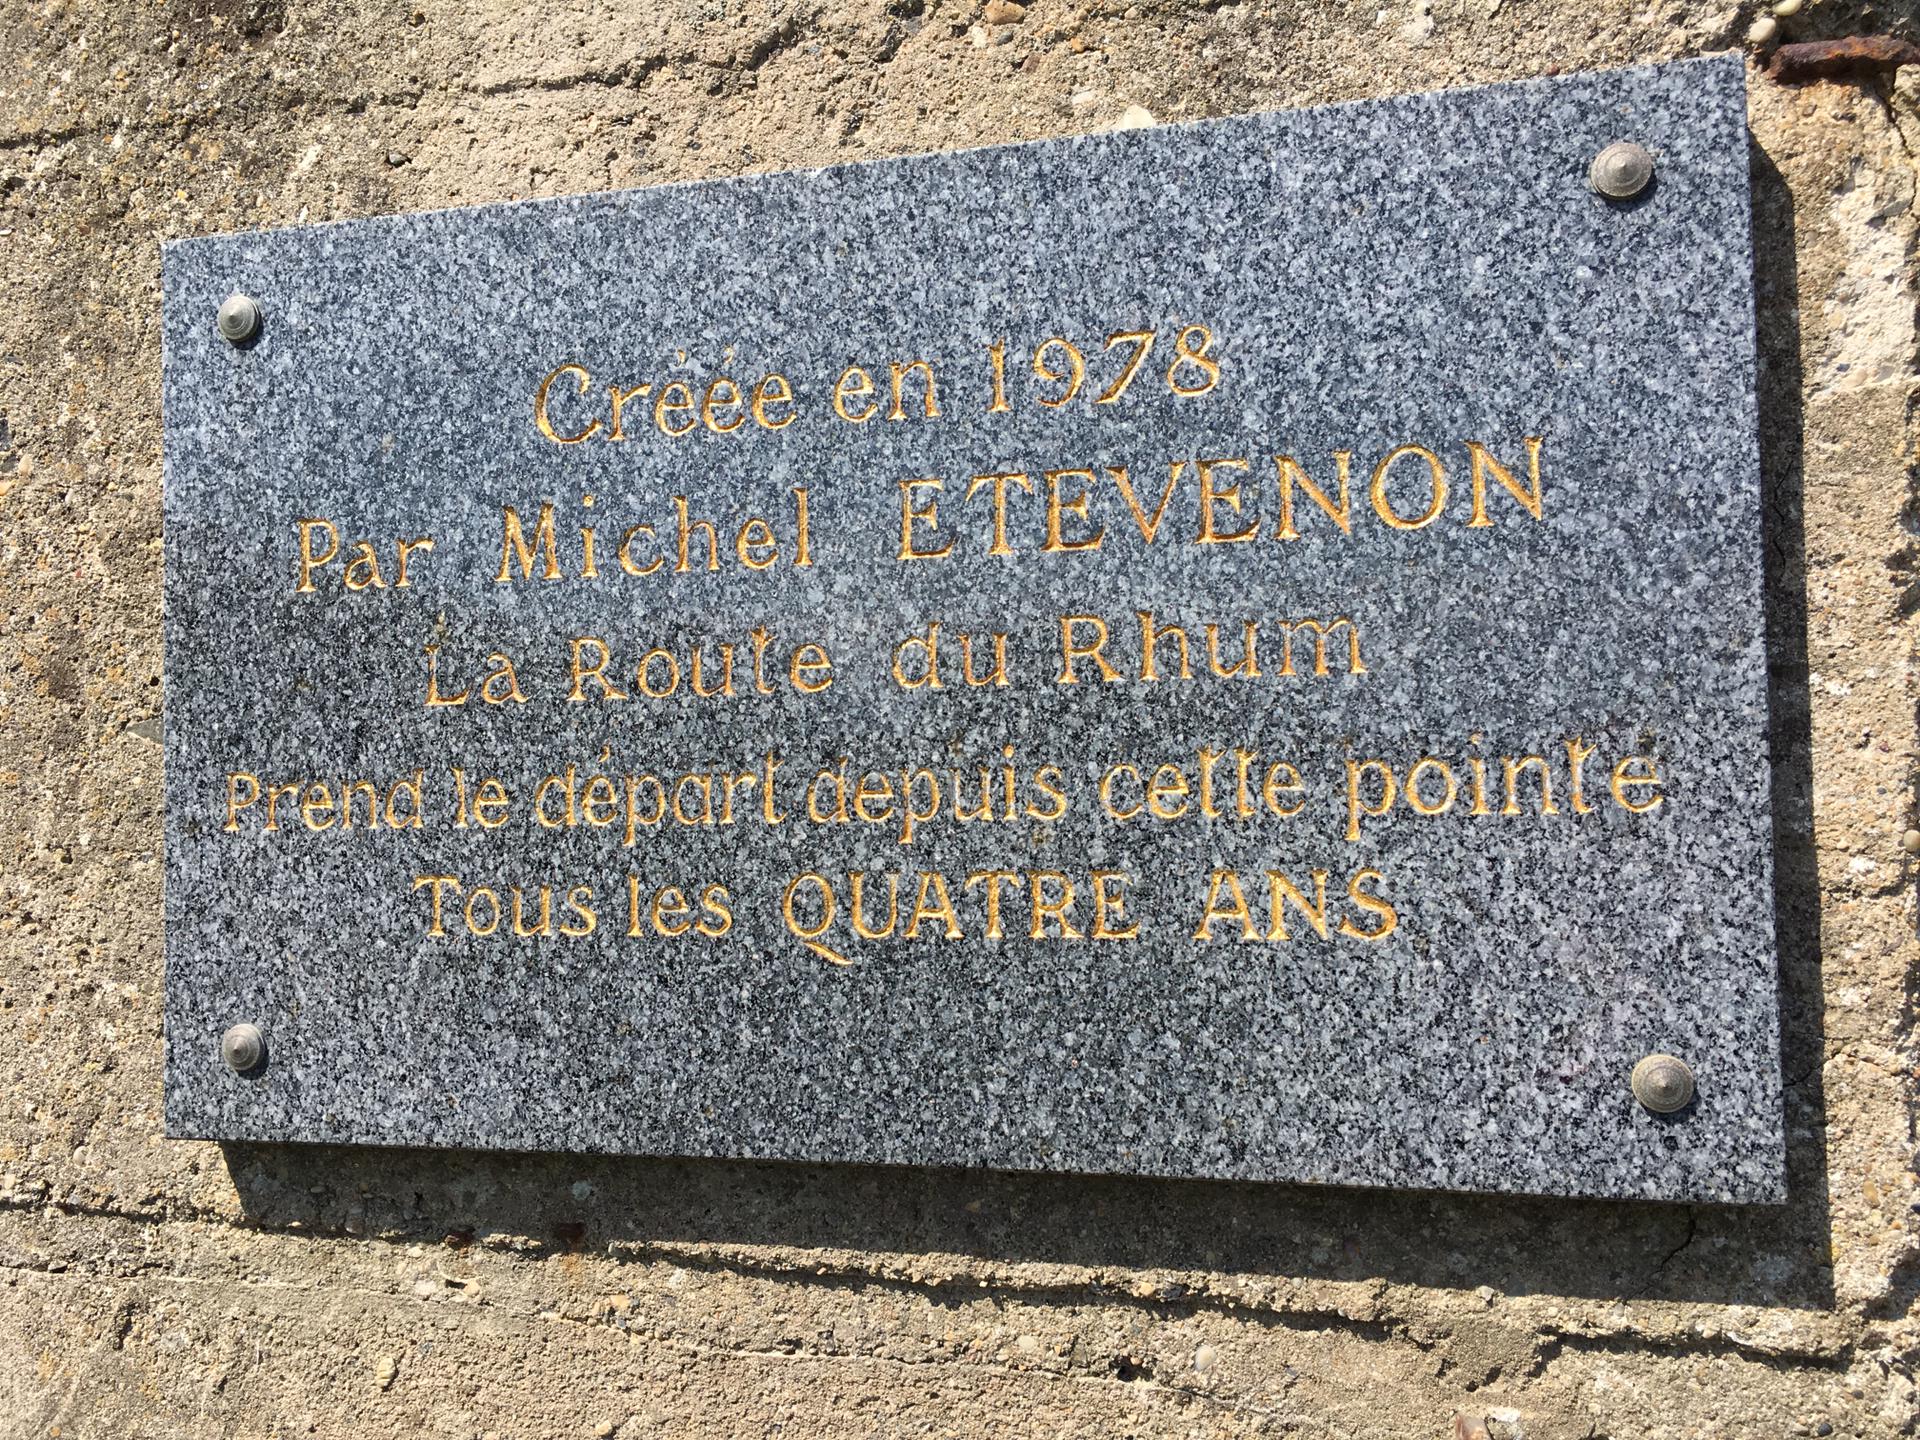 Créée en 1978
Par Michel ETEVENON
La Route du Rhum
Prend le départ depuis cette pointe
Tous les QUATRE ANS